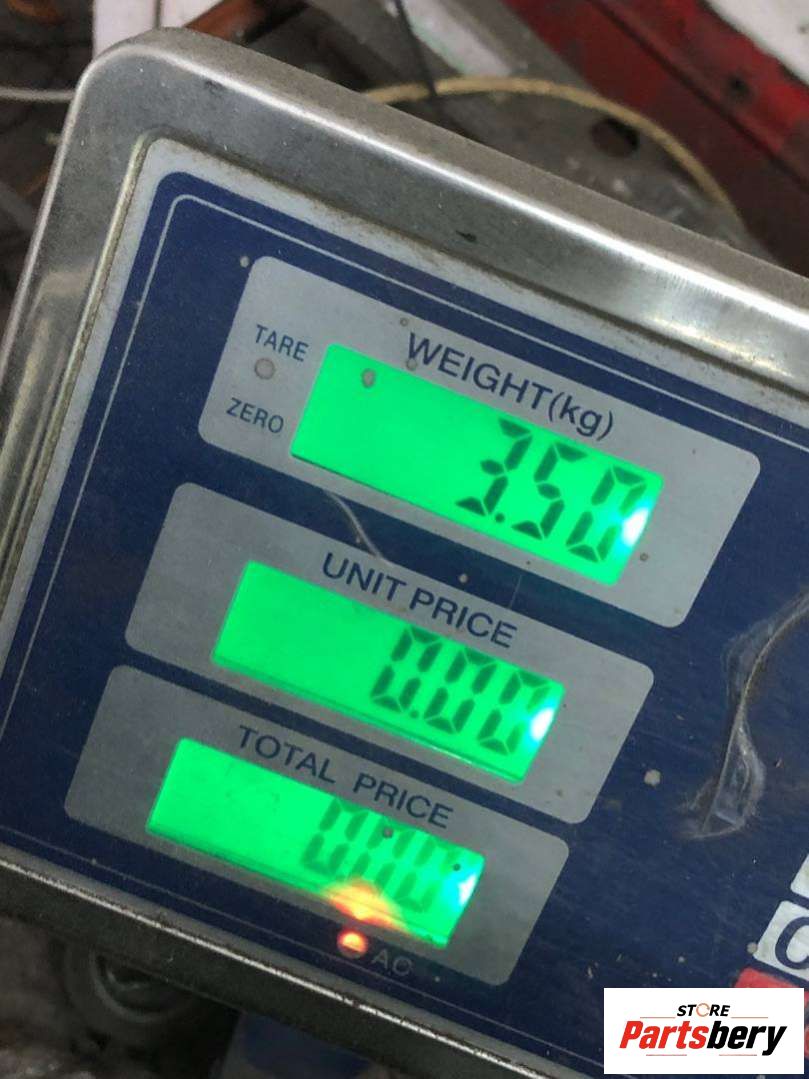 TARE
WEIGHT(kg)
ZERO
3.50
UNIT PRICE
0.00
TOTAL PRICE
0.00
AC
STORE
Partsbery